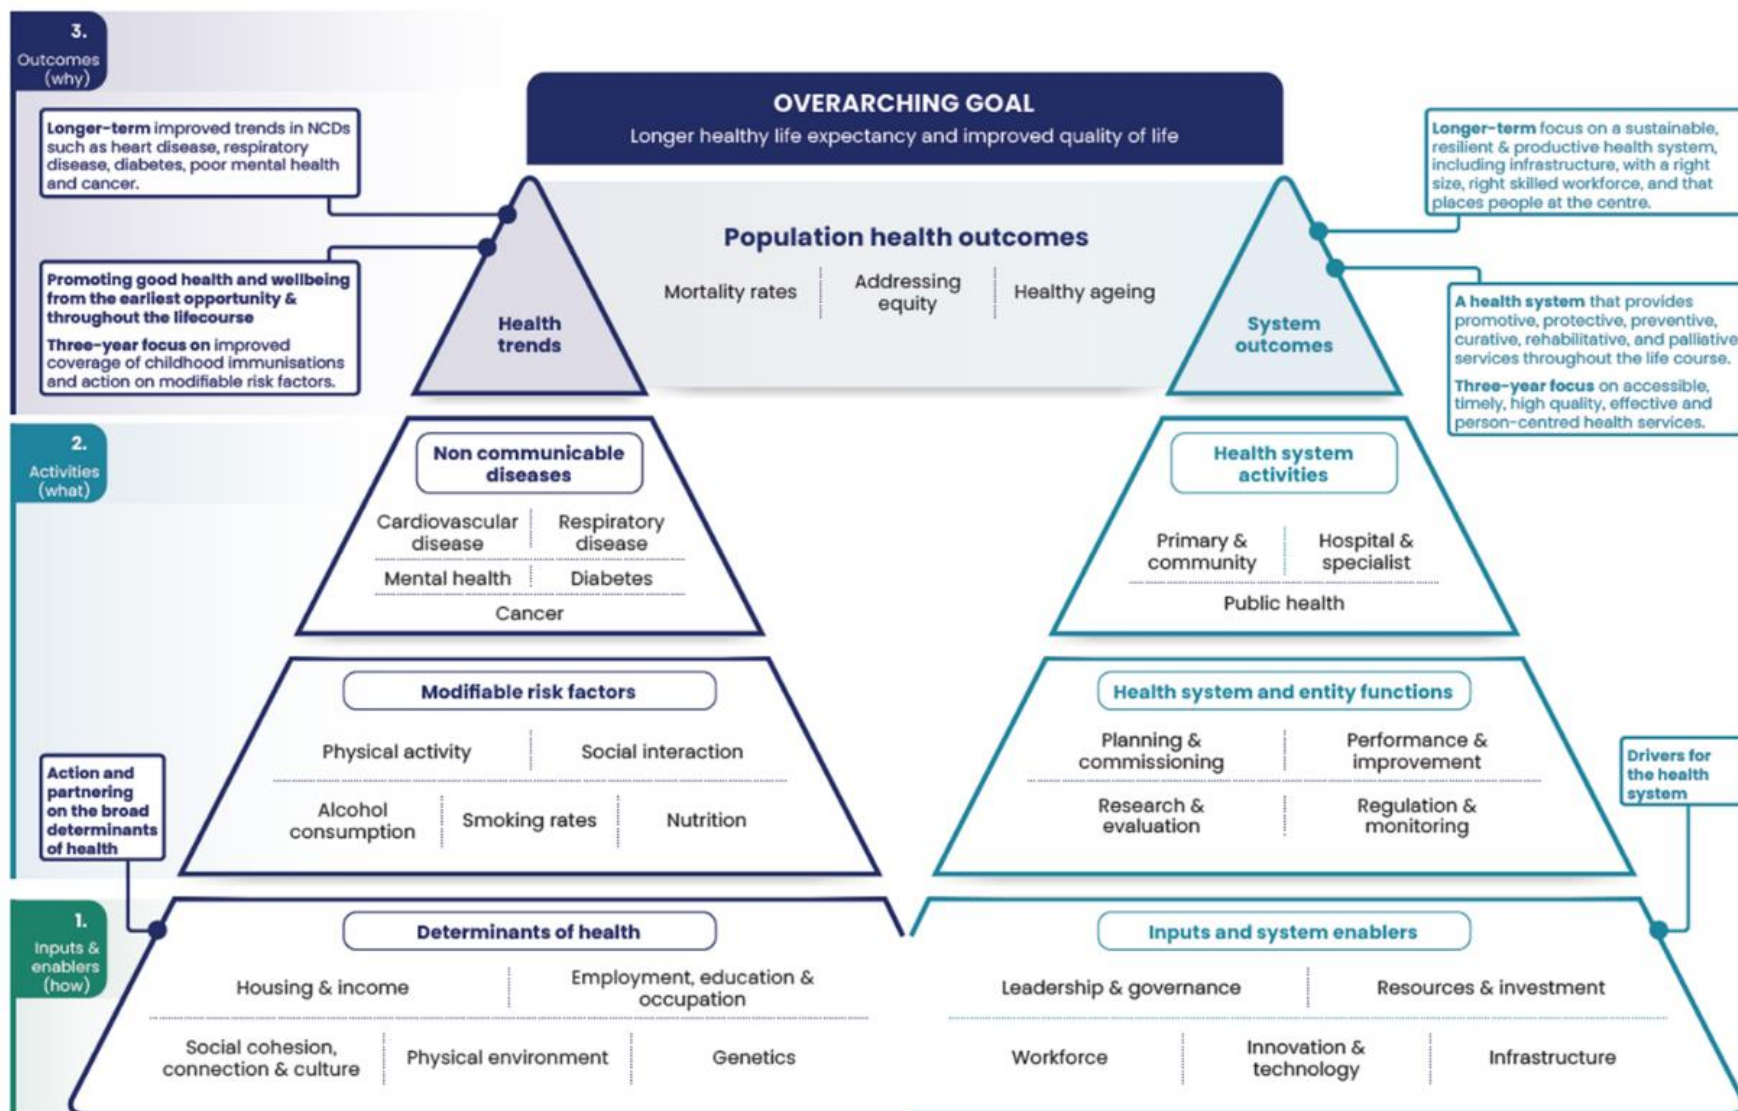 3.
Outcomes
(why)
OVERARCHING GOAL
Longer healthy life expectancy and improved quality of life
Longer-term improved trends in NCDs
such as heart disease, respiratory
disease, diabetes, poor mental health
and cancer.
Promoting good health and wellbeing
from the earliest opportunity &
throughout the lifecourse
Three-year focus on improved
coverage of childhood immunisations
and action on modifiable risk factors.
Health
trends
Population health outcomes
Mortality rates
Addressing
equity
Healthy ageing
System
outcomes
Longer-term focus on a sustainable,
resilient & productive health system,
including infrastructure, with a right
size, right skilled workforce, and that
places people at the centre.
A health system that provides
promotive, protective, preventive,
curative, rehabilitative, and palliative
services throughout the life course.
Three-year focus on accessible,
timely, high quality, effective and
person-centred health services.
2.
Activities
(what)
Non communicable
diseases
Cardiovascular
disease
Respiratory
disease
Mental health
Diabetes
Cancer
Health system
activities
Primary &
community
Hospital &
specialist
Public health
Modifiable risk factors
Physical activity
Social interaction
Alcohol
consumption
Smoking rates
Nutrition
Health system and entity functions
Planning &
commissioning
Performance &
improvement
Research &
evaluation
Regulation &
monitoring
Action and
partnering
on the broad
determinants
of health
Drivers for
the health
system
1.
Inputs &
enablers
(how)
Determinants of health
Housing & income
Employment, education &
occupation
Social cohesion,
connection & culture
Physical environment
Genetics
Inputs and system enablers
Leadership & governance
Resources & investment
Workforce
Innovation &
technology
Infrastructure